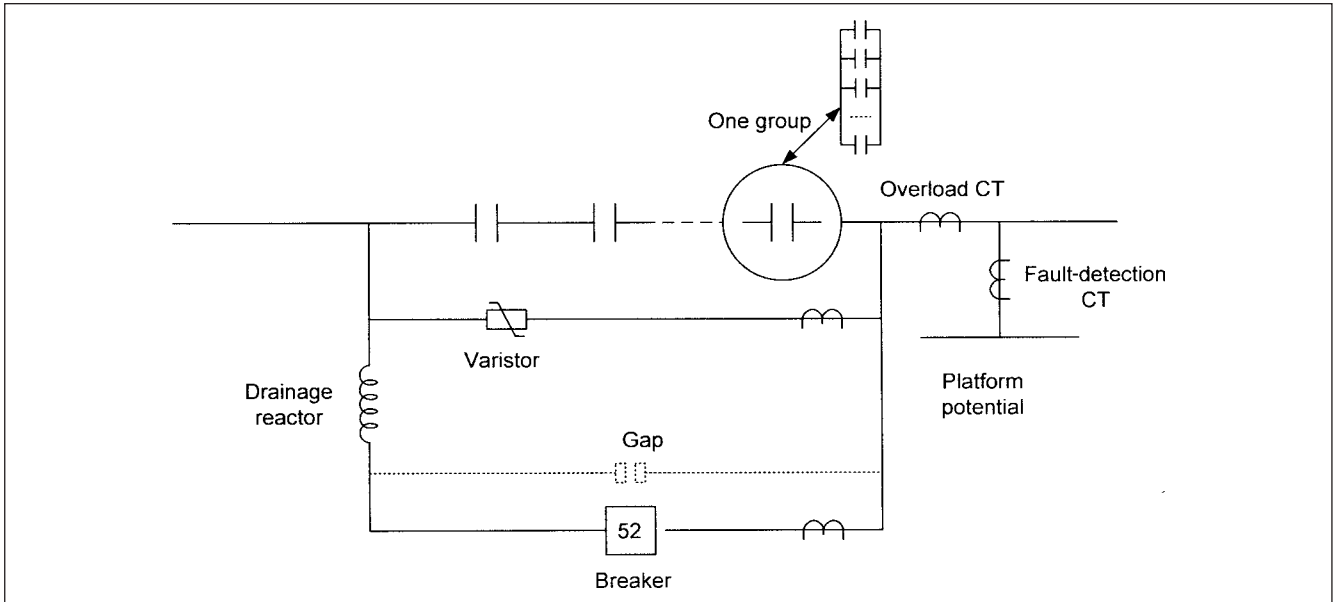 One group
Overload CT
Fault-detection
CT
Varistor
Platform
potential
Drainage
reactor
Gap
52
Breaker